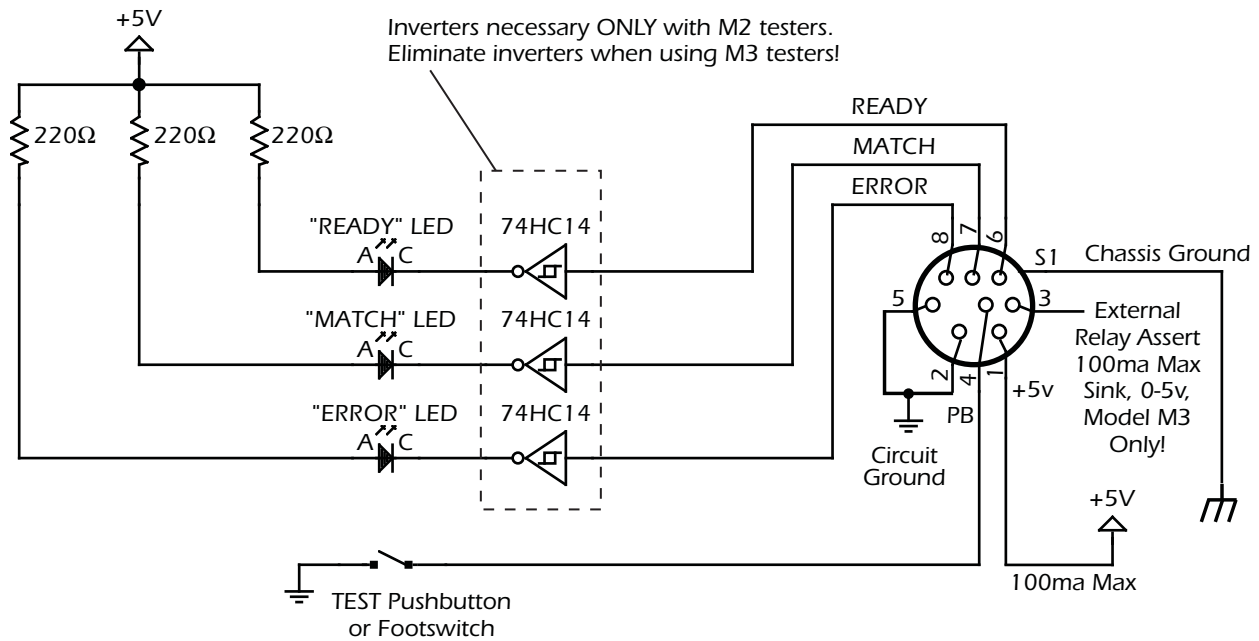 +5V
Inverters necessary ONLY with M2 testers.
Eliminate inverters when using M3 testers!
220Ω
220Ω
220Ω
READY
MATCH
ERROR
"READY" LED
A
C
74HC14
"MATCH" LED
A
C
74HC14
"ERROR" LED
A
C
74HC14
8
7
6
S1
Chassis Ground
5
3
2
4
1
External
Relay Assert
100ma Max
Sink, 0-5v,
Model M3
Only!
+5v
PB
Circuit
Ground
+5V
100ma Max
TEST Pushbutton
or Footswitch